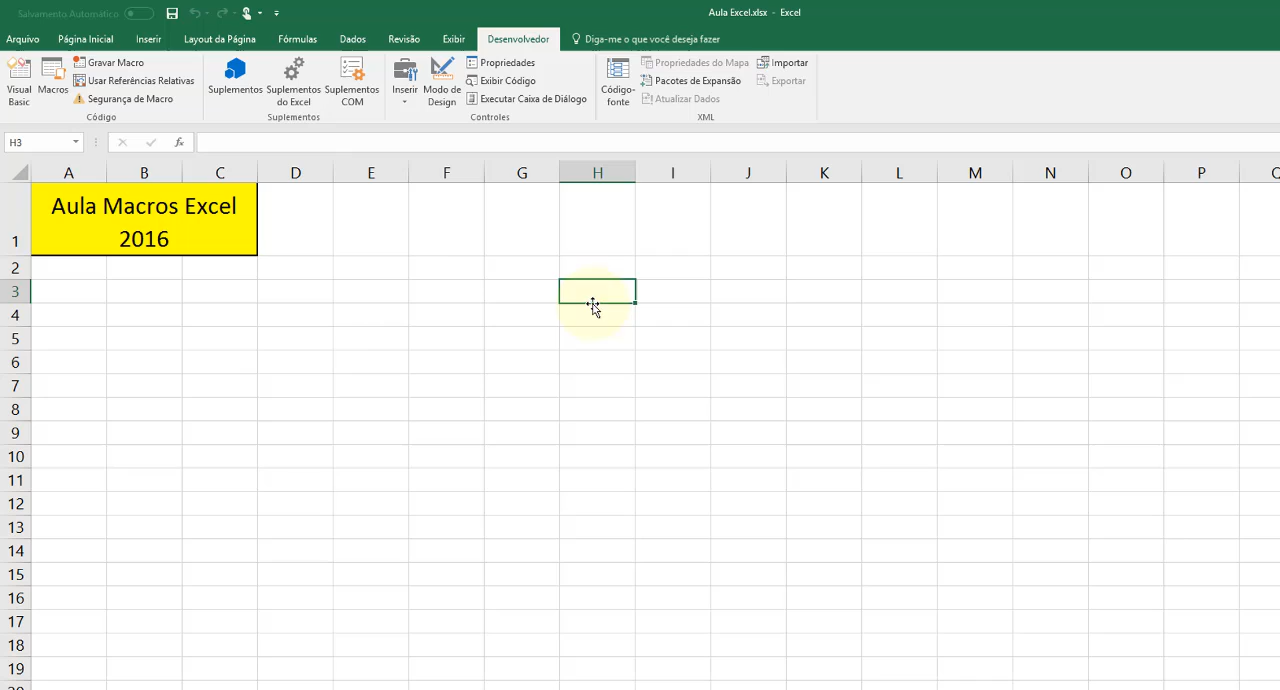 Salvamento Automático
Aula Excel.xlsx - Excel
Arquivo Página Inicial Inserir Layout da Página Fórmulas Dados Revisão Exibir Desenvolvedor Diga-me o que você deseja fazer
Visual Basic
Macros
Gravar Macro
Usar Referências Relativas
Segurança de Macro
Código
Suplementos
Suplementos do Excel
Suplementos COM
Suplementos
Inserir
Modo de Design
Propriedades
Exibir Código
Executar Caixa de Diálogo
Controles
Código-fonte
Propriedades do Mapa
Pacotes de Expansão
Atualizar Dados
Importar
Exportar
XML
H3
fx
A B C D E F G H I J K L M N O P Q
Aula Macros Excel
2016
1
2
3
4
5
6
7
8
9
10
11
12
13
14
15
16
17
18
19
20